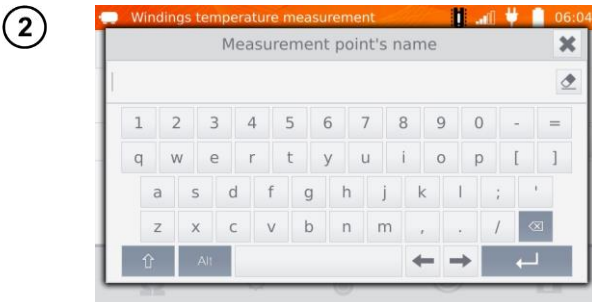 2
Windings temperature measurement 06:04
Measurement point's name
1 2 3 4 5 6 7 8 9 0 - =
q w e r t y u i o p [ ]
a s d f g h j k l ; '
z x c v b n m , . /
Alt